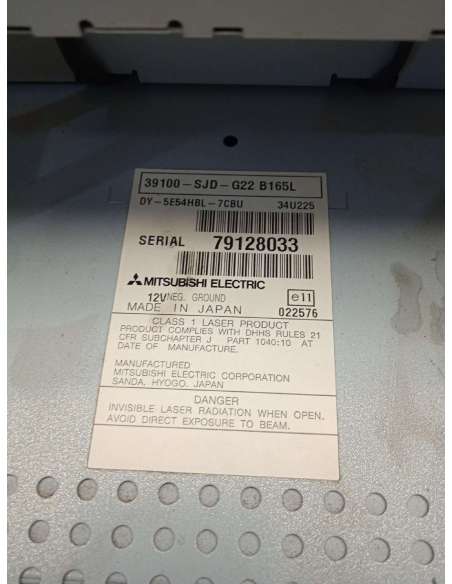 39100-SJD-G22 B165L
DY-5E54HBL-7CBU 34U225
SERIAL 79128033
MITSUBISHI ELECTRIC
12V NEG. GROUND e11
MADE IN JAPAN 022576
CLASS 1 LASER PRODUCT
PRODUCT COMPLIES WITH DHHS RULES 21
CFR SUBCHAPTER J PART 1040:10 AT
DATE OF MANUFACTURE.
MANUFACTURED
MITSUBISHI ELECTRIC CORPORATION
SANDA, HYOGO, JAPAN
DANGER
INVISIBLE LASER RADIATION WHEN OPEN.
AVOID DIRECT EXPOSURE TO BEAM.